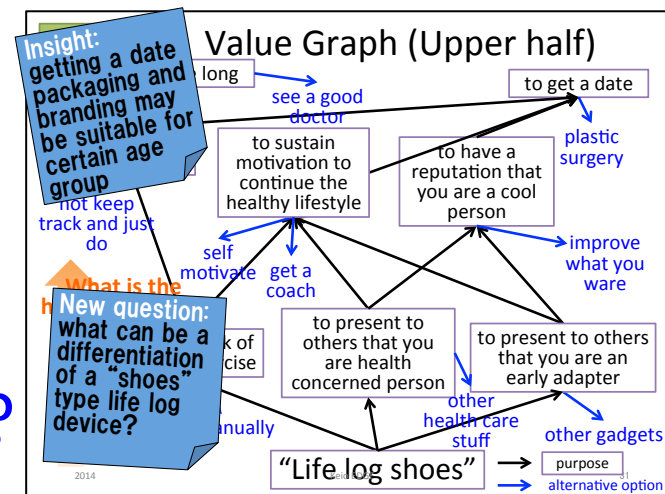 Value Graph (Upper half)
Insight:
getting a date
packaging and
branding may
be suitable for
certain age
group
long
see a good
doctor
to get a date
plastic
surgery
to sustain
motivation to
continue the
healthy lifestyle
to have a
reputation that
you are a cool
person
not keep
track and just
do
self
motivate
get a
coach
improve
what you
ware
What is the
New question:
what can be a
differentiation
of a “shoes”
type life log
device?
k of
cise
anually
to present to
others that you
are health
concerned person
to present to others
that you are an
early adapter
other
health care
stuff
other gadgets
“Life log shoes”
purpose
alternative option
2014
31